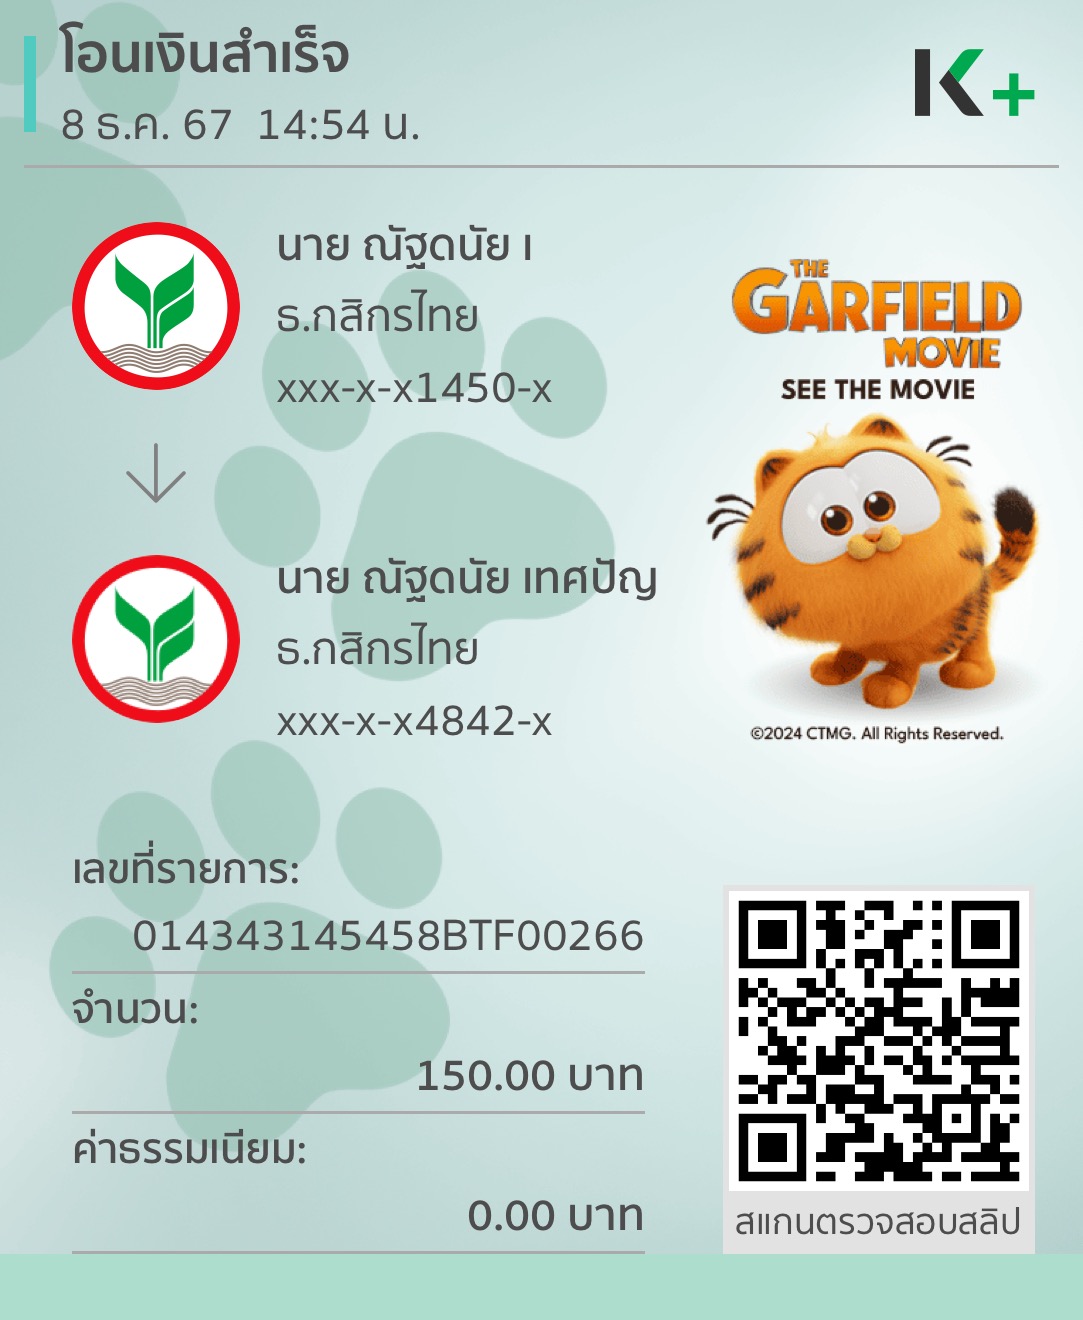 โอนเงินสำเร็จ
8 ธ.ค. 67 14:54 น.
K+
นาย ณัฐดนัย เ
ธ.กสิกรไทย
xxx-x-x1450-x
THE
GARFIELD
MOVIE
SEE THE MOVIE
นาย ณัฐดนัย เทศปัญ
ธ.กสิกรไทย
xxx-x-x4842-x
©2024 CTMG. All Rights Reserved.
เลขที่รายการ:
014343145458BTF00266
จำนวน:
150.00 บาท
ค่าธรรมเนียม:
0.00 บาท
สแกนตรวจสอบสลิป